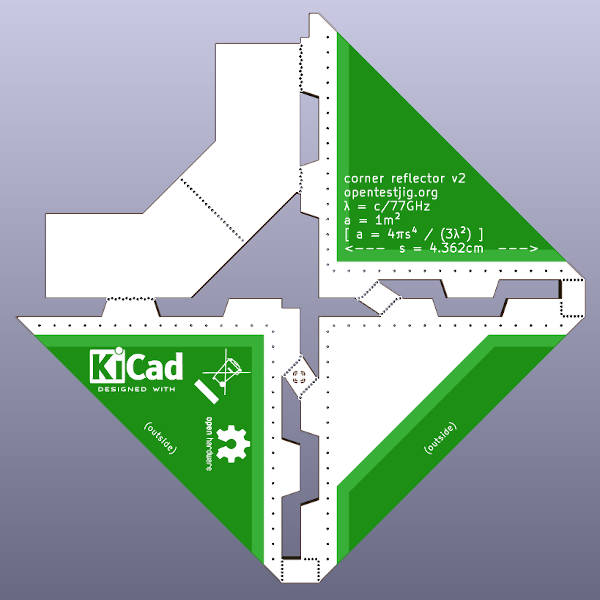 corner reflector v2
opentestjig.org
λ = c/77GHz
a = 1m²
[ a = 4πs⁴ / (3λ²) ]
<--- s = 4.362cm --->
KiCad
DESIGNED WITH
(outside)
open hardware
(outside)